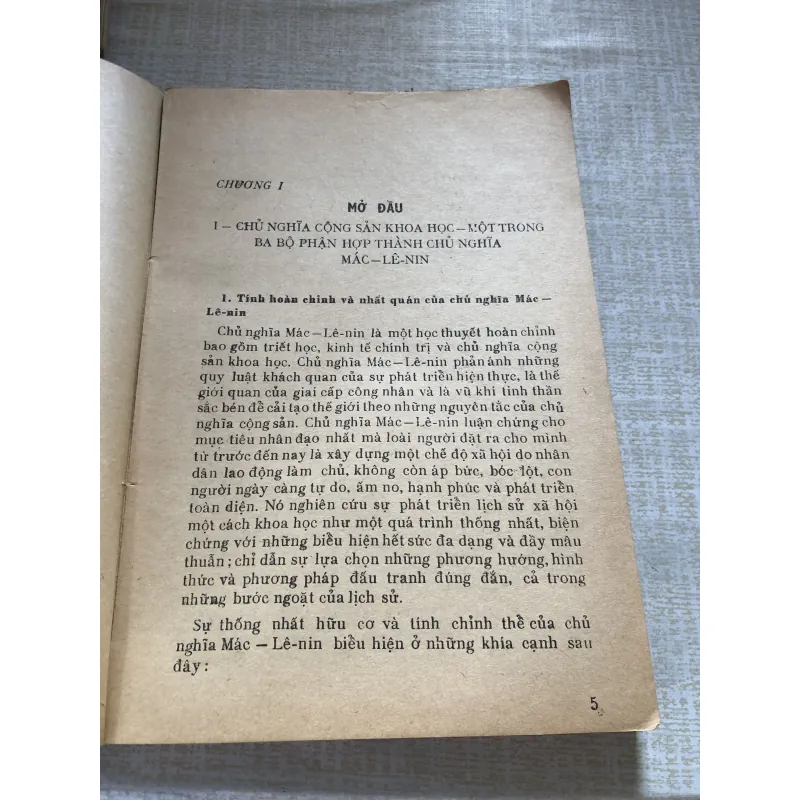 CHƯƠNG I
MỞ ĐẦU
I – CHỦ NGHĨA CỘNG SẢN KHOA HỌC – MỘT TRONG
BA BỘ PHẬN HỢP THÀNH CHỦ NGHĨA
MÁC – LÊ-NIN
1. Tính hoàn chỉnh và nhất quán của chủ nghĩa Mác –
Lê-nin
Chủ nghĩa Mác – Lê-nin là một học thuyết hoàn chỉnh
bao gồm triết học, kinh tế chính trị và chủ nghĩa cộng
sản khoa học. Chủ nghĩa Mác – Lê-nin phản ánh những
quy luật khách quan của sự phát triển hiện thực, là thế
giới quan của giai cấp công nhân và là vũ khí tinh thần
sắc bén để cải tạo thế giới theo những nguyên tắc của chủ
nghĩa cộng sản. Chủ nghĩa Mác – Lê-nin luận chứng cho
mục tiêu nhân đạo nhất mà loài người đặt ra cho mình
từ trước đến nay là xây dựng một chế độ xã hội do nhân
dân lao động làm chủ, không còn áp bức, bóc lột, con
người ngày càng tự do, ấm no, hạnh phúc và phát triển
toàn diện. Nó nghiên cứu sự phát triển lịch sử xã hội
một cách khoa học như một quá trình thống nhất, biện
chứng với những biểu hiện hết sức đa dạng và đầy mâu
thuẫn; chỉ dẫn sự lựa chọn những phương hướng, hình
thức và phương pháp đấu tranh đúng đắn, cả trong
những bước ngoặt của lịch sử.
Sự thống nhất hữu cơ và tính chỉnh thể của chủ
nghĩa Mác – Lê-nin biểu hiện ở những khía cạnh sau
đây:
5